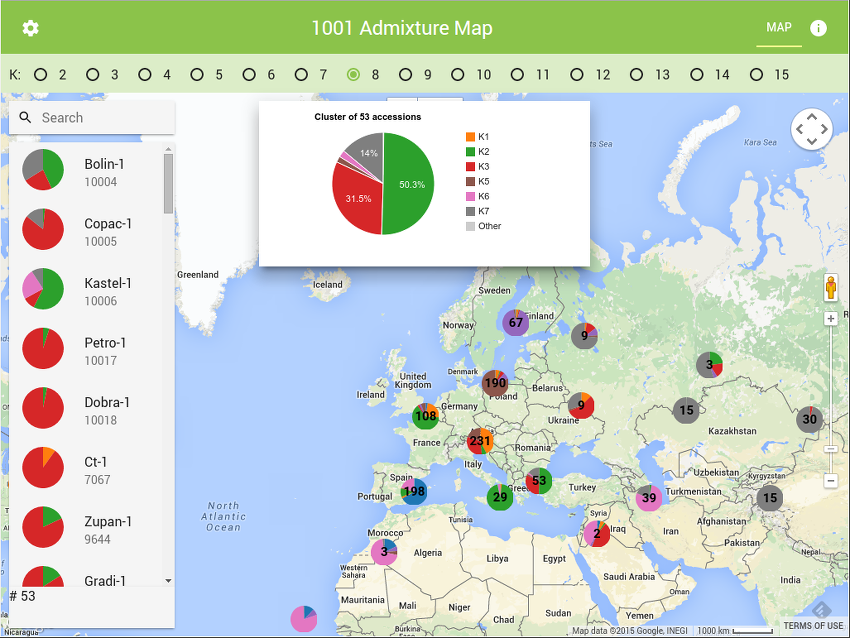 1001 Admixture Map
MAP
K: 2 3 4 5 6 7 8 9 10 11 12 13 14 15
Search
Bolin-1
10004
Copac-1
10005
Kastel-1
10006
Petro-1
10017
Dobra-1
10018
Ct-1
7067
Zupan-1
9644
Gradi-1
# 53
Cluster of 53 accessions
14%
50.3%
31.5%
K1
K2
K3
K5
K6
K7
Other
Kara Sea
Greenland
Iceland
Sweden
Finland
Norway
67
9
3
United
Kingdom
Denmark
190
Ireland
Poland
Belarus
Germany
108
9
15
30
Ukraine
Kazakhstan
France
231
Romania
Italy
Spain
Portugal
198
29
Greece
53
Turkey
39
Uzbekistan
Kyrgyzstan
Turkmenistan
15
North
Atlantic
Ocean
Tunisia
Syria
2
Iraq
Iran
Afghanistan
Pakistan
Nepal
Morocco
3
Algeria
Libya
Egypt
Western
Sahara
Saudi Arabia
Oman
India
Mauritania
Mali
Niger
Chad
Sudan
Yemen
Burkina
Faso
Nicaragua
Map data ©2015 Google, INEGI
1000 km
TERMS OF USE